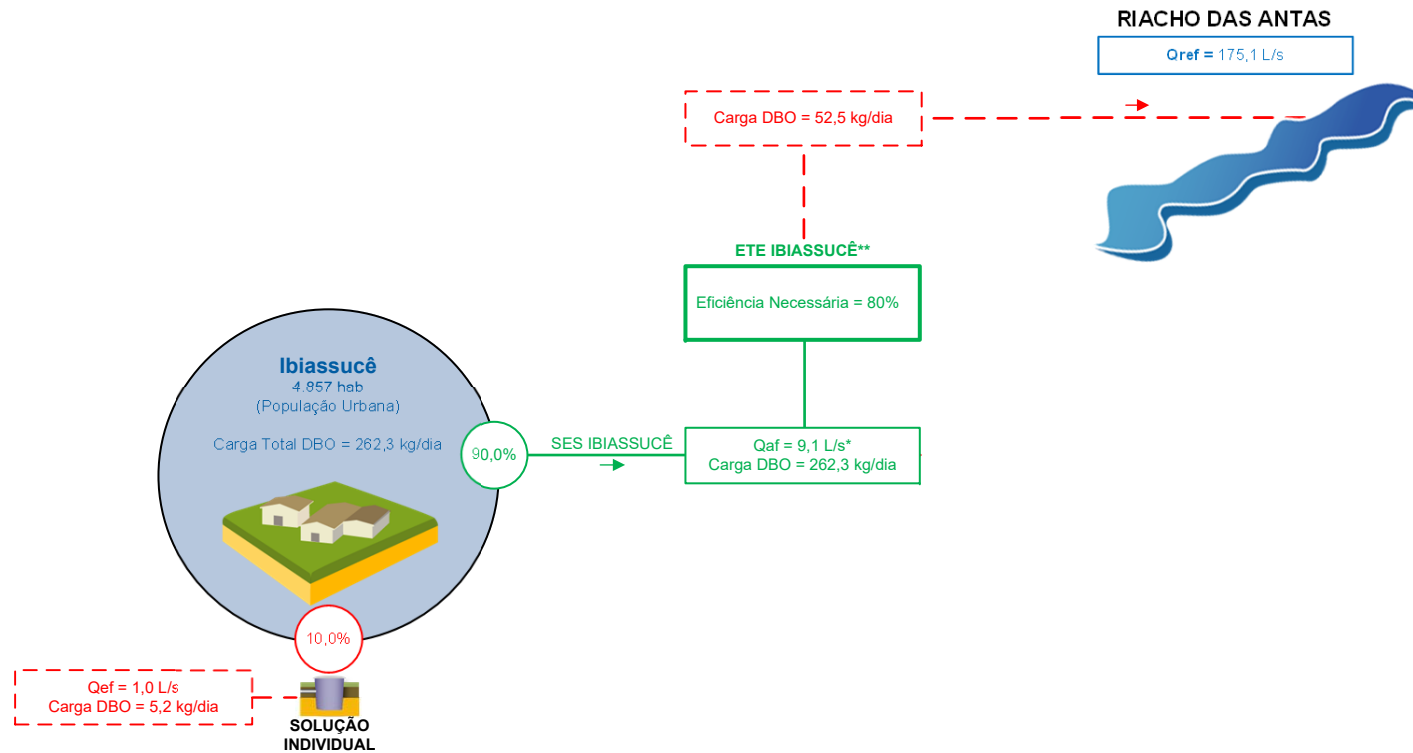 RIACHO DAS ANTAS
Qref = 175,1 L/s
Carga DBO = 52,5 kg/dia
ETE IBIASSUCÊ**
Eficiência Necessária = 80%
Ibiassucê
4.857 hab
(População Urbana)
Carga Total DBO = 262,3 kg/dia
90,0%
SES IBIASSUCÊ
Qaf = 9,1 L/s*
Carga DBO = 262,3 kg/dia
10,0%
Qef = 1,0 L/s
Carga DBO = 5,2 kg/dia
SOLUÇÃO
INDIVIDUAL